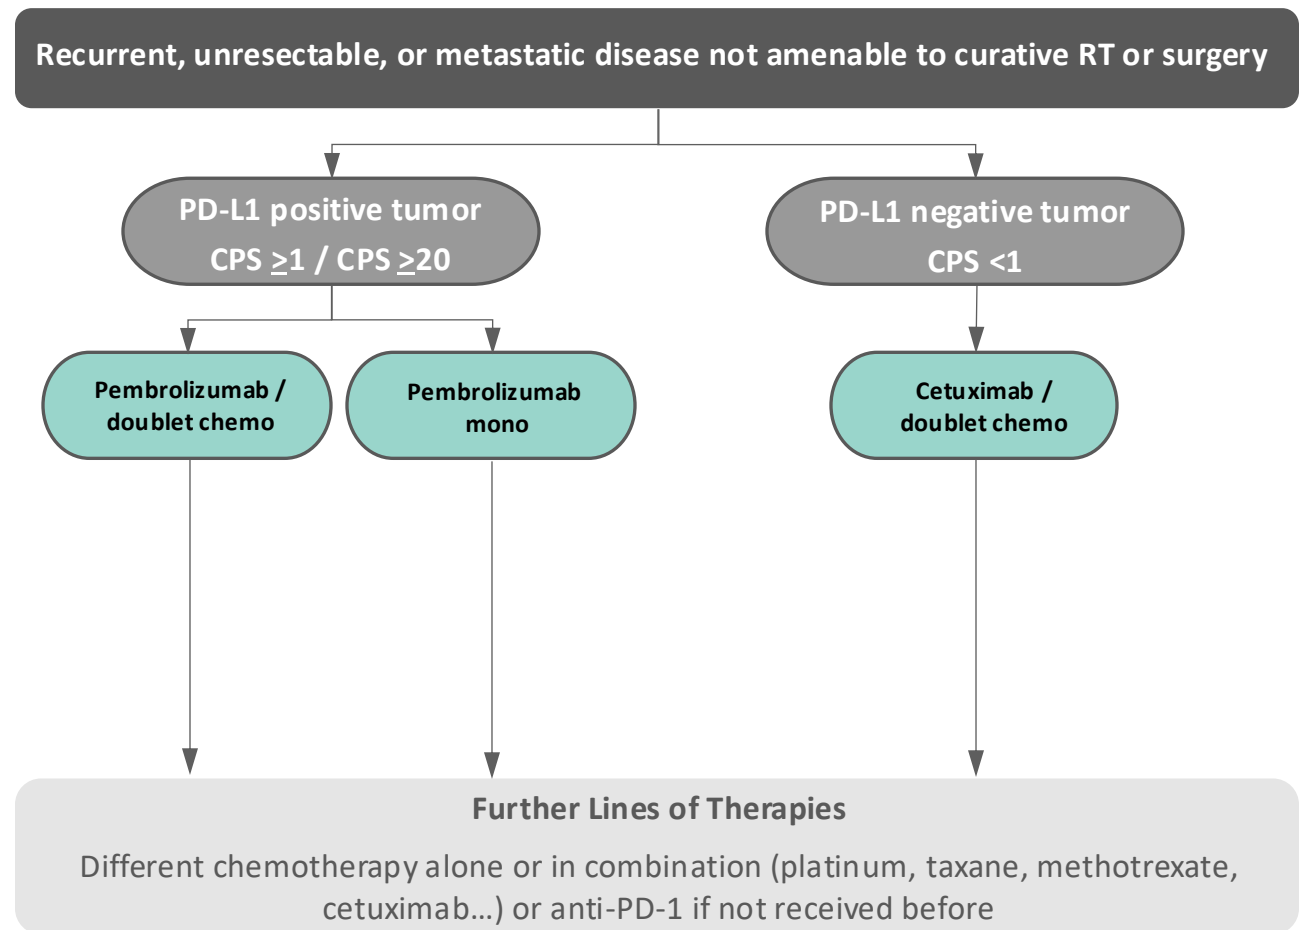 Recurrent, unresectable, or metastatic disease not amenable to curative RT or surgery
PD-L1 positive tumor
CPS ≥1 / CPS ≥20
PD-L1 negative tumor
CPS <1
Pembrolizumab /
doublet chemo
Pembrolizumab
mono
Cetuximab /
doublet chemo
Further Lines of Therapies
Different chemotherapy alone or in combination (platinum, taxane, methotrexate,
cetuximab...) or anti-PD-1 if not received before